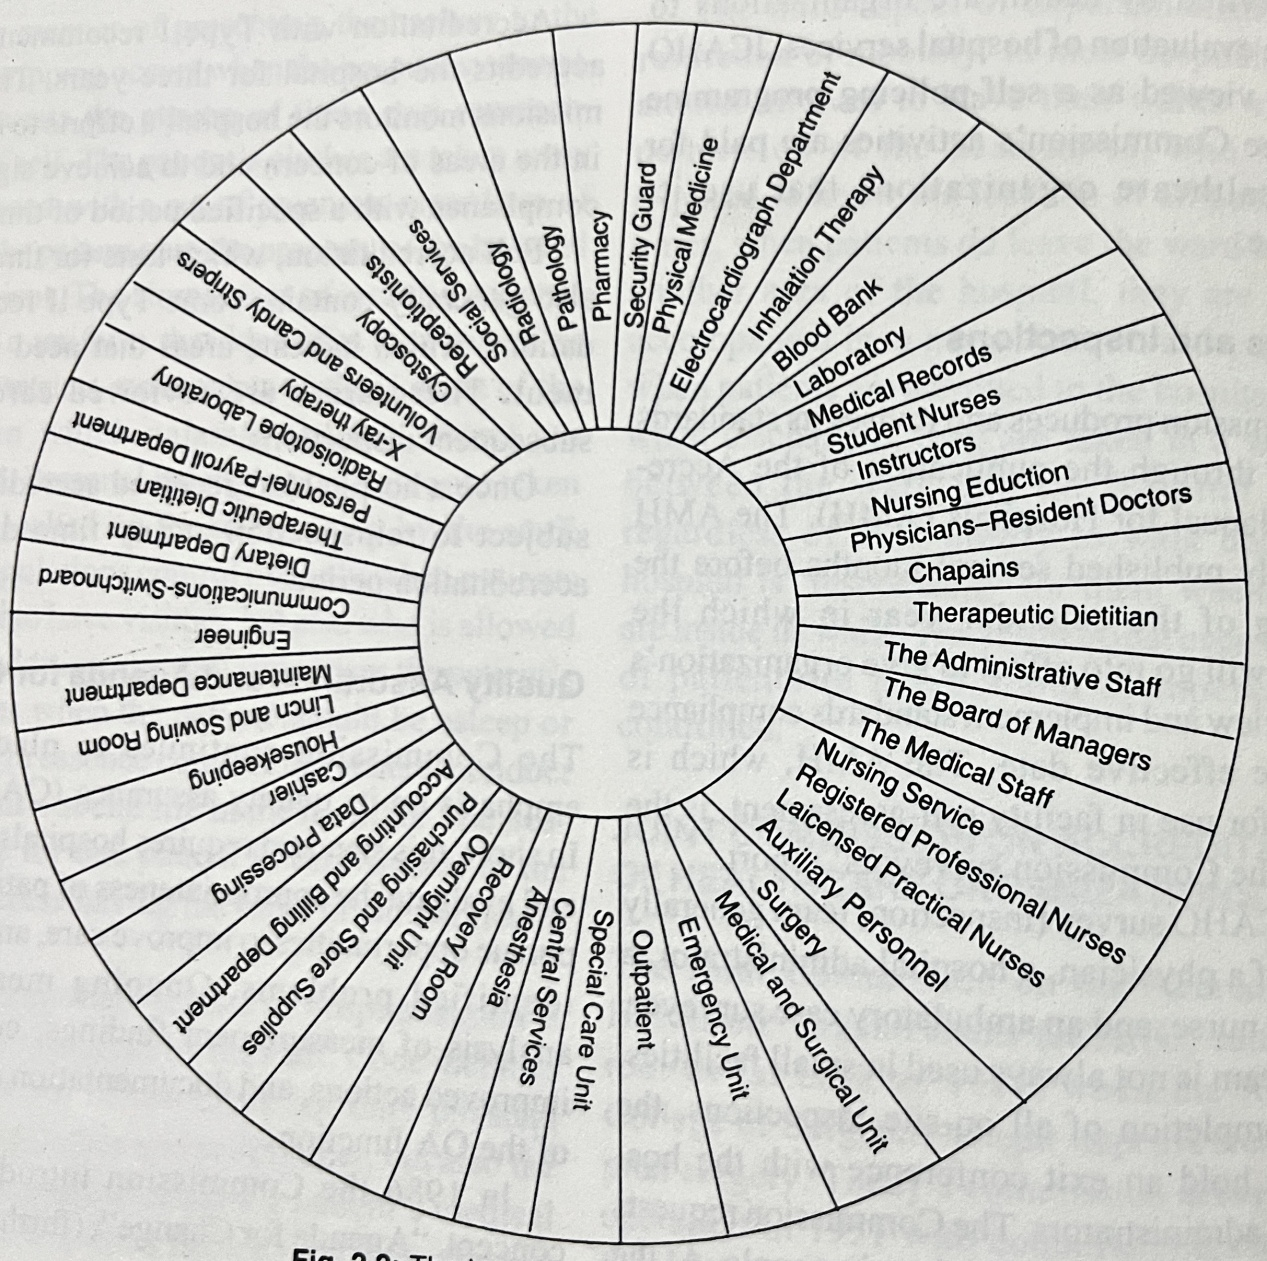 Pharmacy
Security Guard
Physical Medicine
Electrocardiograph Department
Inhalation Therapy
Blood Bank
Laboratory
Medical Records
Student Nurses
Instructors
Nursing Eduction
Physicians–Resident Doctors
Chapains
Therapeutic Dietitian
The Administrative Staff
The Board of Managers
The Medical Staff
Nursing Service
Registered Professional Nurses
Laicensed Practical Nurses
Auxiliary Personnel
Surgery
Medical and Surgical Unit
Emergency Unit
Outpatient
Special Care Unit
Central Services
Anesthesia
Recovery Room
Overnight Unit
Purchasing and Store Supplies
Accounting and Billing Department
Data Processing
Cashier
Housekeeping
Lincn and Sowing Room
Maintenance Department
Engineer
Communications-Switchnoard
Dietary Department
Therapeutic Dietitian
Personnel-Payroll Department
Radioisotope Laboratory
X-ray therapy
Volunteers and Candy Stripers
Cystoscopy
Receptionists
Social Services
Radiology
Pathology
Fig.